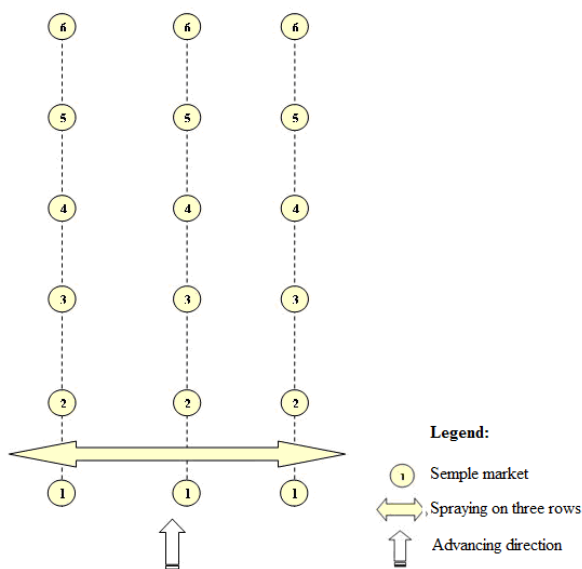 6 6 6
5 5 5
4 4 4
3 3 3
2 2 2
1 1 1
Legend:
1 Semple market
, Spraying on three rows
Advancing direction